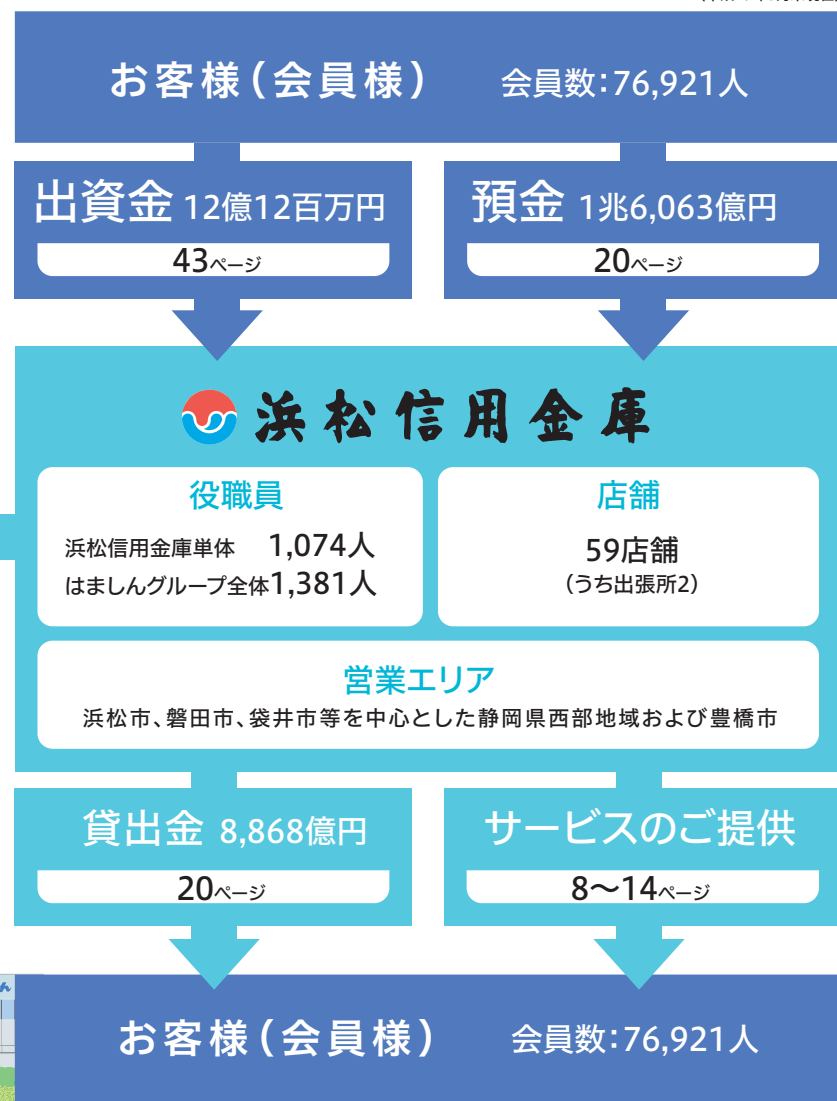 お客様（会員様） 会員数：76,921人
出資金 12億12百万円
43ページ
預金 1兆6,063億円
20ページ
浜松信用金庫
役職員
浜松信用金庫単体 1,074人
はましんグループ全体1,381人
店舗
59店舗
（うち出張所2）
営業エリア
浜松市、磐田市、袋井市等を中心とした静岡県西部地域および豊橋市
貸出金 8,868億円
20ページ
サービスのご提供
8〜14ページ
ん
お客様（会員様） 会員数：76,921人